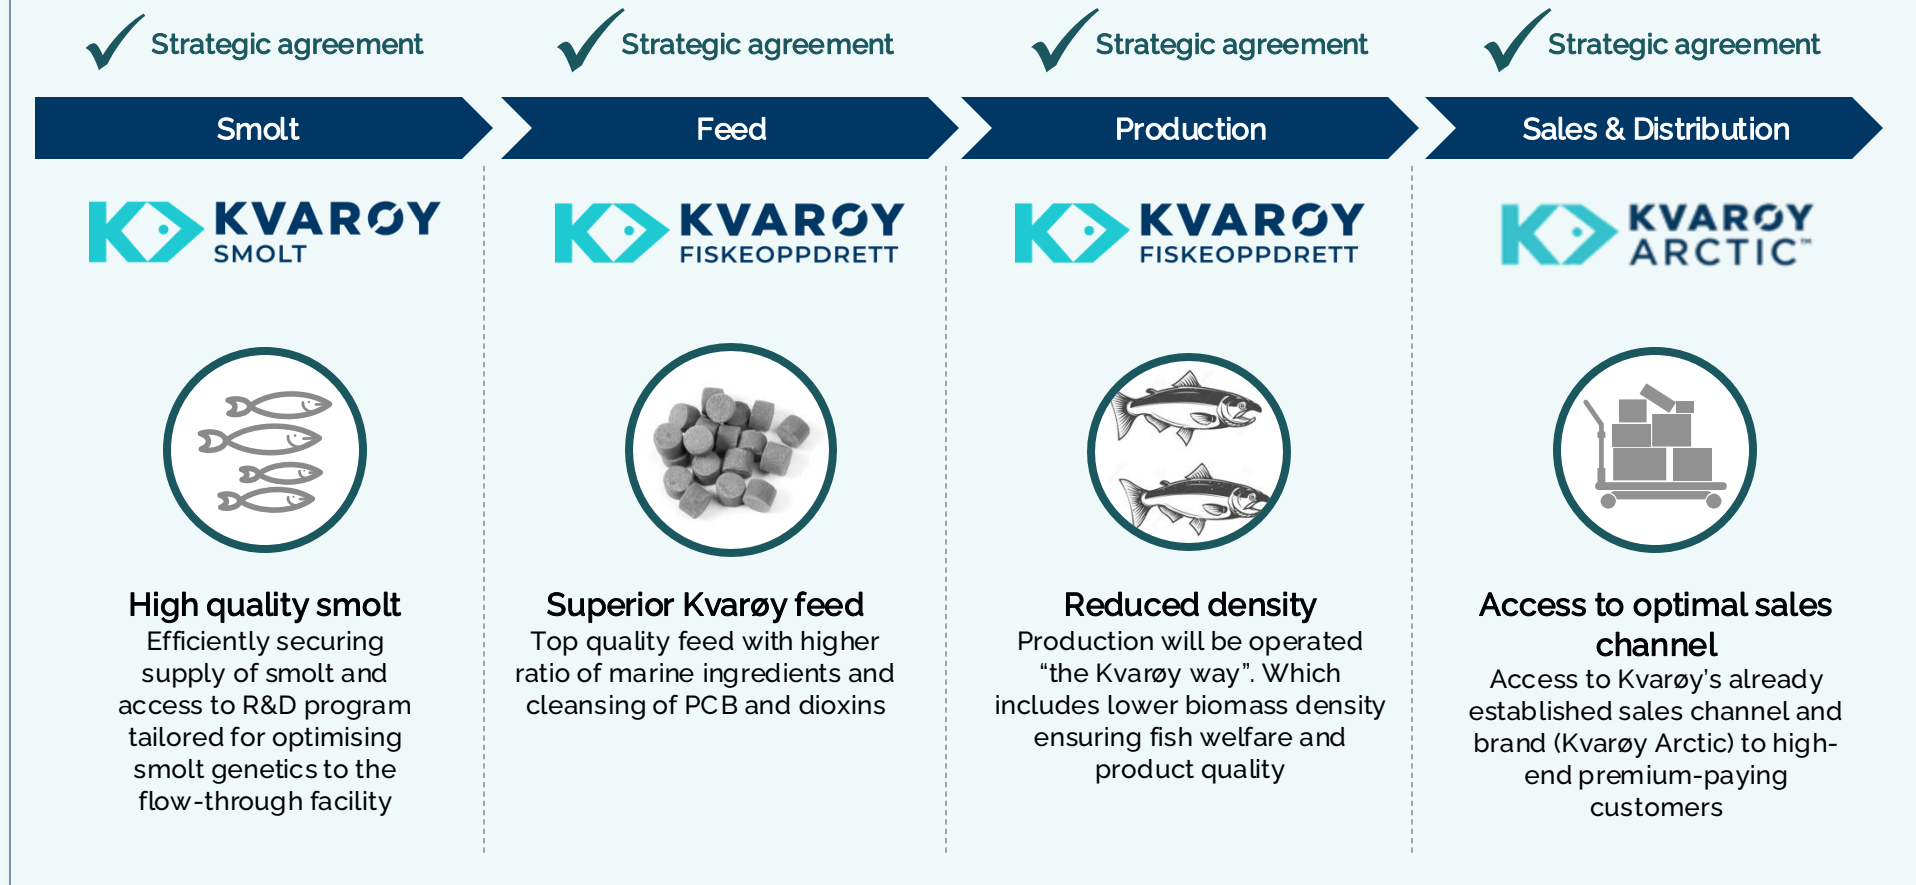 Strategic agreement
Strategic agreement
Strategic agreement
Strategic agreement
Smolt
Feed
Production
Sales & Distribution
KVARØY
SMOLT
KVARØY
FISKEOPPDRETT
KVARØY
FISKEOPPDRETT
KVARØY
ARCTIC™
High quality smolt
Efficiently securing
supply of smolt and
access to R&D program
tailored for optimising
smolt genetics to the
flow-through facility
Superior Kvarøy feed
Top quality feed with higher
ratio of marine ingredients and
cleansing of PCB and dioxins
Reduced density
Production will be operated
“the Kvarøy way”. Which
includes lower biomass density
ensuring fish welfare and
product quality
Access to optimal sales
channel
Access to Kvarøy’s already
established sales channel and
brand (Kvarøy Arctic) to high-
end premium-paying
customers